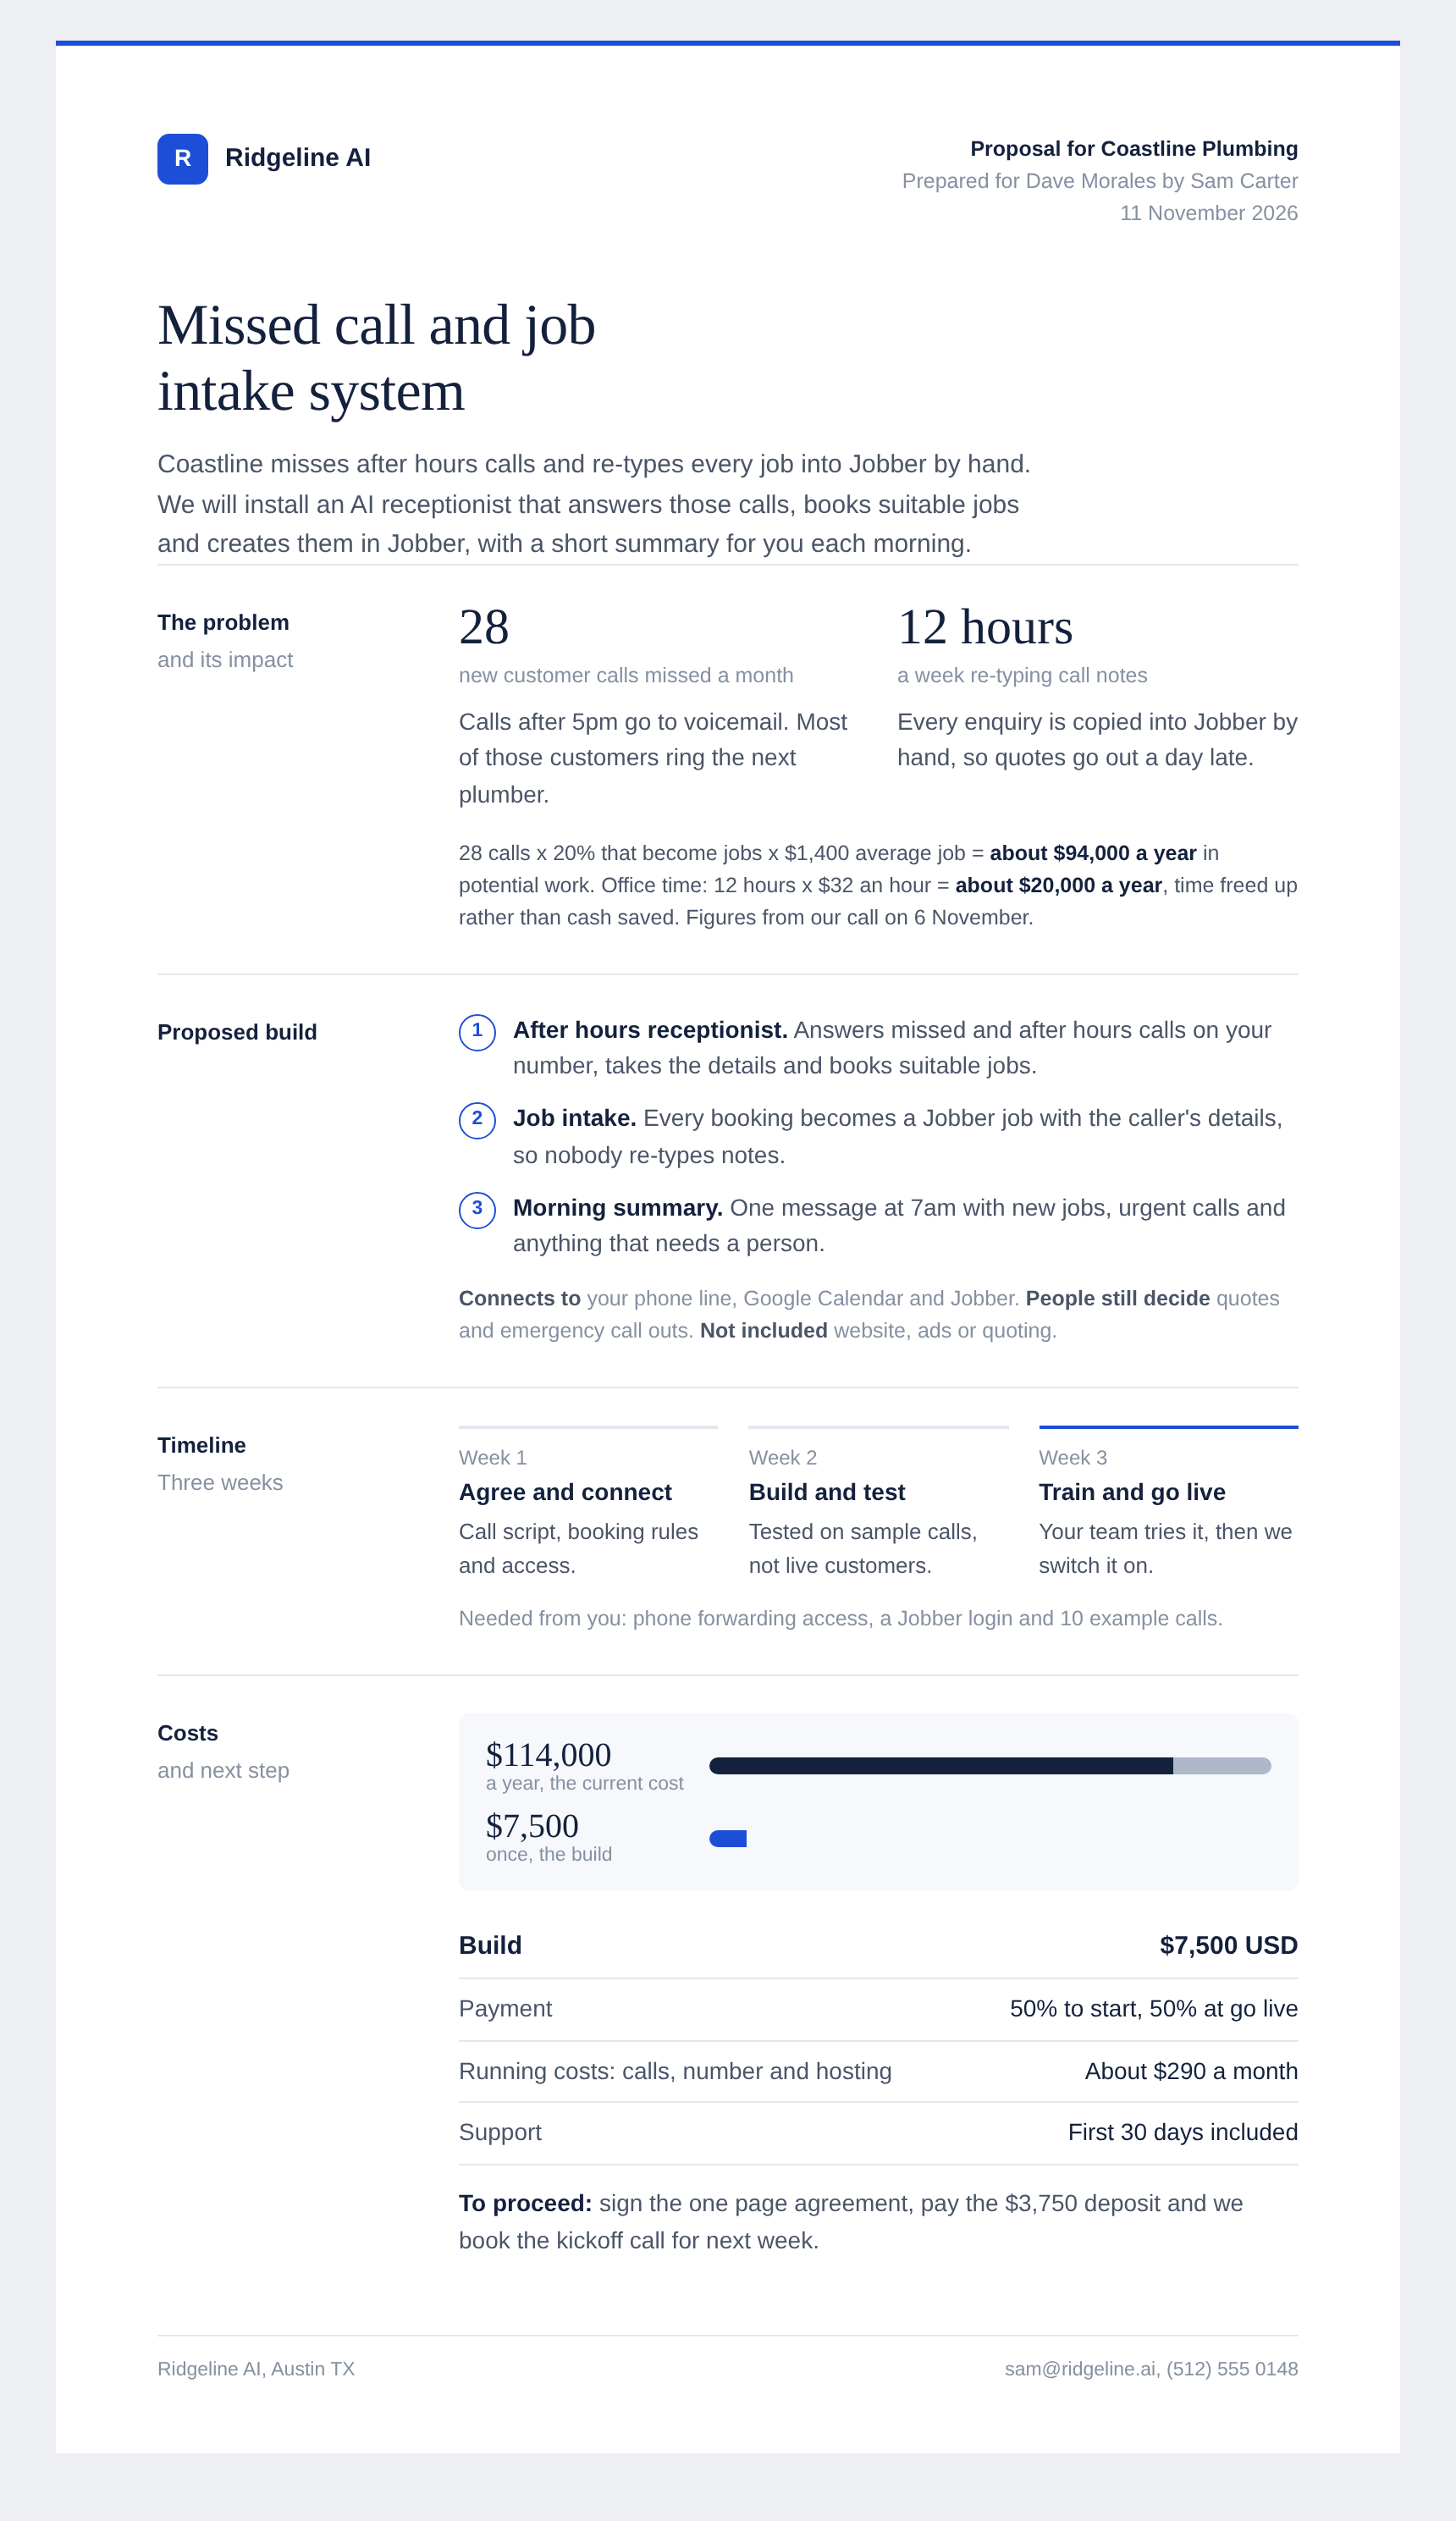 R
Ridgeline AI
Proposal for Coastline Plumbing
Prepared for Dave Morales by Sam Carter
11 November 2026
Missed call and job
intake system
Coastline misses after hours calls and re-types every job into Jobber by hand.
We will install an AI receptionist that answers those calls, books suitable jobs
and creates them in Jobber, with a short summary for you each morning.
The problem
and its impact
28
new customer calls missed a month
Calls after 5pm go to voicemail. Most
of those customers ring the next
plumber.
12 hours
a week re-typing call notes
Every enquiry is copied into Jobber by
hand, so quotes go out a day late.
28 calls x 20% that become jobs x $1,400 average job = about $94,000 a year in
potential work. Office time: 12 hours x $32 an hour = about $20,000 a year, time freed up
rather than cash saved. Figures from our call on 6 November.
Proposed build
1 After hours receptionist. Answers missed and after hours calls on your
number, takes the details and books suitable jobs.
2 Job intake. Every booking becomes a Jobber job with the caller's details,
so nobody re-types notes.
3 Morning summary. One message at 7am with new jobs, urgent calls and
anything that needs a person.
Connects to your phone line, Google Calendar and Jobber. People still decide quotes
and emergency call outs. Not included website, ads or quoting.
Timeline
Three weeks
Week 1
Agree and connect
Call script, booking rules
and access.
Week 2
Build and test
Tested on sample calls,
not live customers.
Week 3
Train and go live
Your team tries it, then we
switch it on.
Needed from you: phone forwarding access, a Jobber login and 10 example calls.
Costs
and next step
$114,000
a year, the current cost
$7,500
once, the build
Build $7,500 USD
Payment 50% to start, 50% at go live
Running costs: calls, number and hosting About $290 a month
Support First 30 days included
To proceed: sign the one page agreement, pay the $3,750 deposit and we
book the kickoff call for next week.
Ridgeline AI, Austin TX
sam@ridgeline.ai, (512) 555 0148